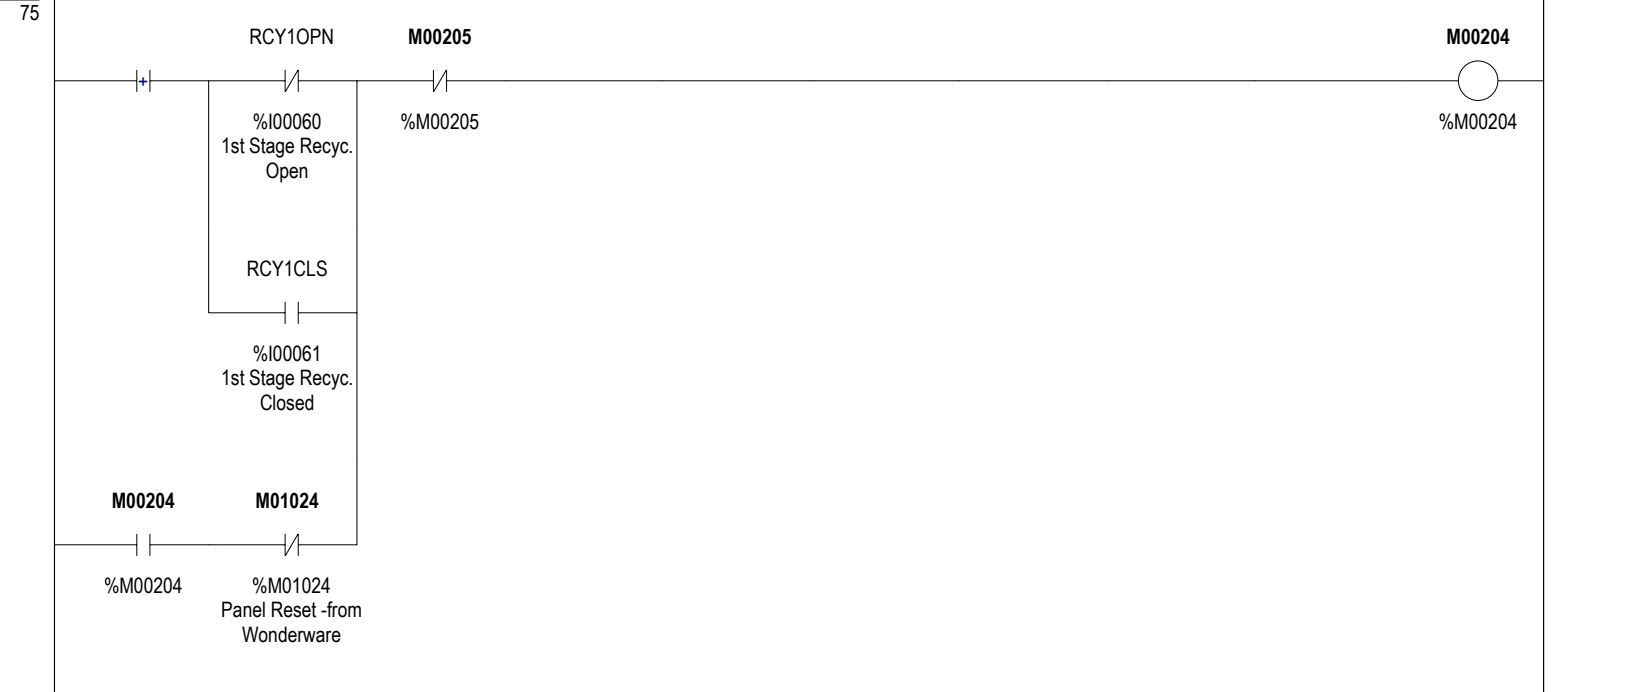 75
RCY1OPN
M00205
M00204
%I00060
1st Stage Recyc.
Open
%M00205
%M00204
RCY1CLS
%I00061
1st Stage Recyc.
Closed
M00204
M01024
%M00204
%M01024
Panel Reset -from
Wonderware